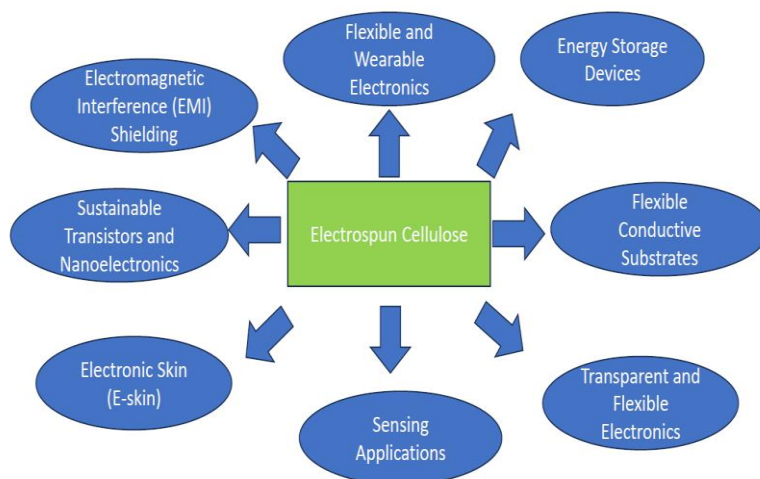 Flexible and
Wearable
Electronics
Energy Storage
Devices
Electromagnetic
Interference (EMI)
Shielding
Sustainable
Transistors and
Nanoelectronics
Electrospun Cellulose
Flexible
Conductive
Substrates
Electronic Skin
(E-skin)
Sensing
Applications
Transparent and
Flexible
Electronics